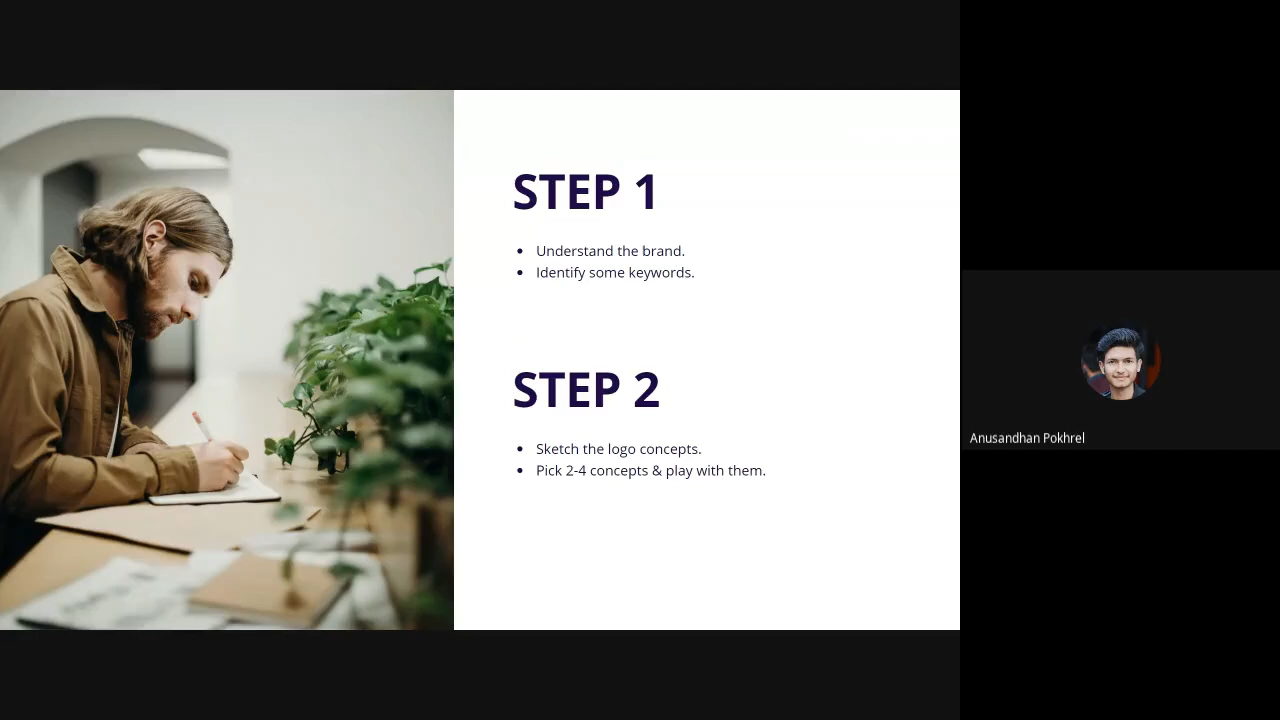 STEP 1
• Understand the brand.
• Identify some keywords.
STEP 2
• Sketch the logo concepts.
• Pick 2-4 concepts & play with them.
Anusandhan Pokhrel